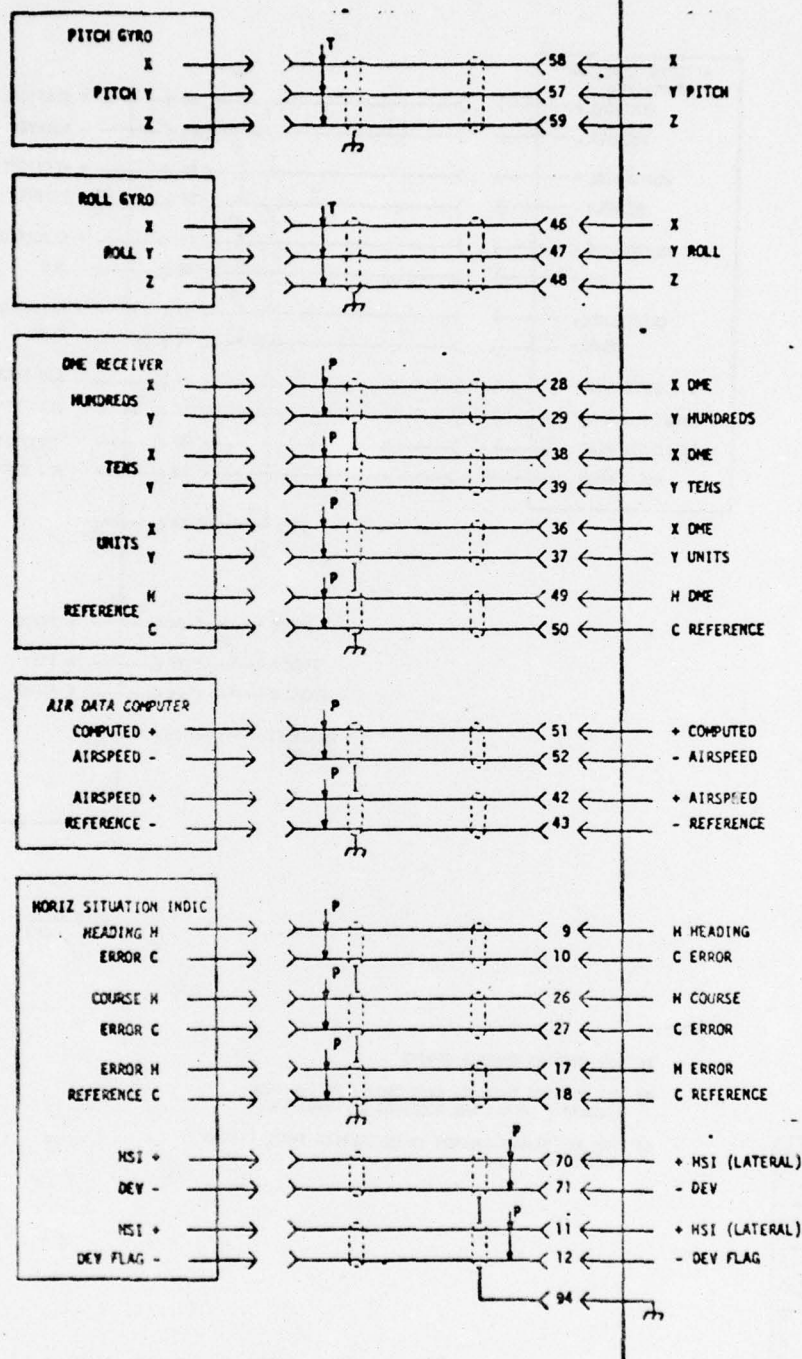 PITCH GYRO
T
X 58 X
PITCH Y 57 Y PITCH
Z 59 Z
ROLL GYRO
T
X 46 X
ROLL Y 47 Y ROLL
Z 48 Z
DME RECEIVER
P
X 28 X DME
HUNDREDS
Y 29 Y HUNDREDS
P
X 38 X DME
TENS
Y 39 Y TENS
P
X 36 X DME
UNITS
Y 37 Y UNITS
P
H 49 H DME
REFERENCE
C 50 C REFERENCE
AIR DATA COMPUTER
P
COMPUTED + 51 + COMPUTED
AIRSPEED - 52 - AIRSPEED
P
AIRSPEED + 42 + AIRSPEED
REFERENCE - 43 - REFERENCE
HORIZ SITUATION INDIC
P
HEADING H 9 H HEADING
ERROR C 10 C ERROR
P
COURSE H 26 H COURSE
ERROR C 27 C ERROR
P
ERROR H 17 H ERROR
REFERENCE C 18 C REFERENCE
P
HSI + 70 + HSI (LATERAL)
DEV - 71 - DEV
P
HSI + 11 + HSI (LATERAL)
DEV FLAG - 12 - DEV FLAG
94